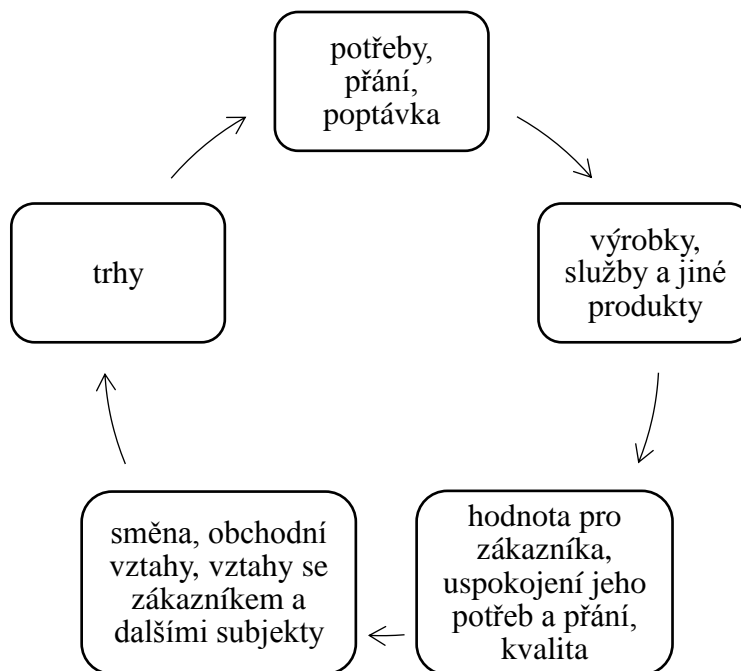 potřeby,
přání,
poptávka
výrobky,
služby a jiné
produkty
hodnota pro
zákazníka,
uspokojení jeho
potřeb a přání,
kvalita
směna, obchodní
vztahy, vztahy se
zákazníkem a
dalšími subjekty
trhy